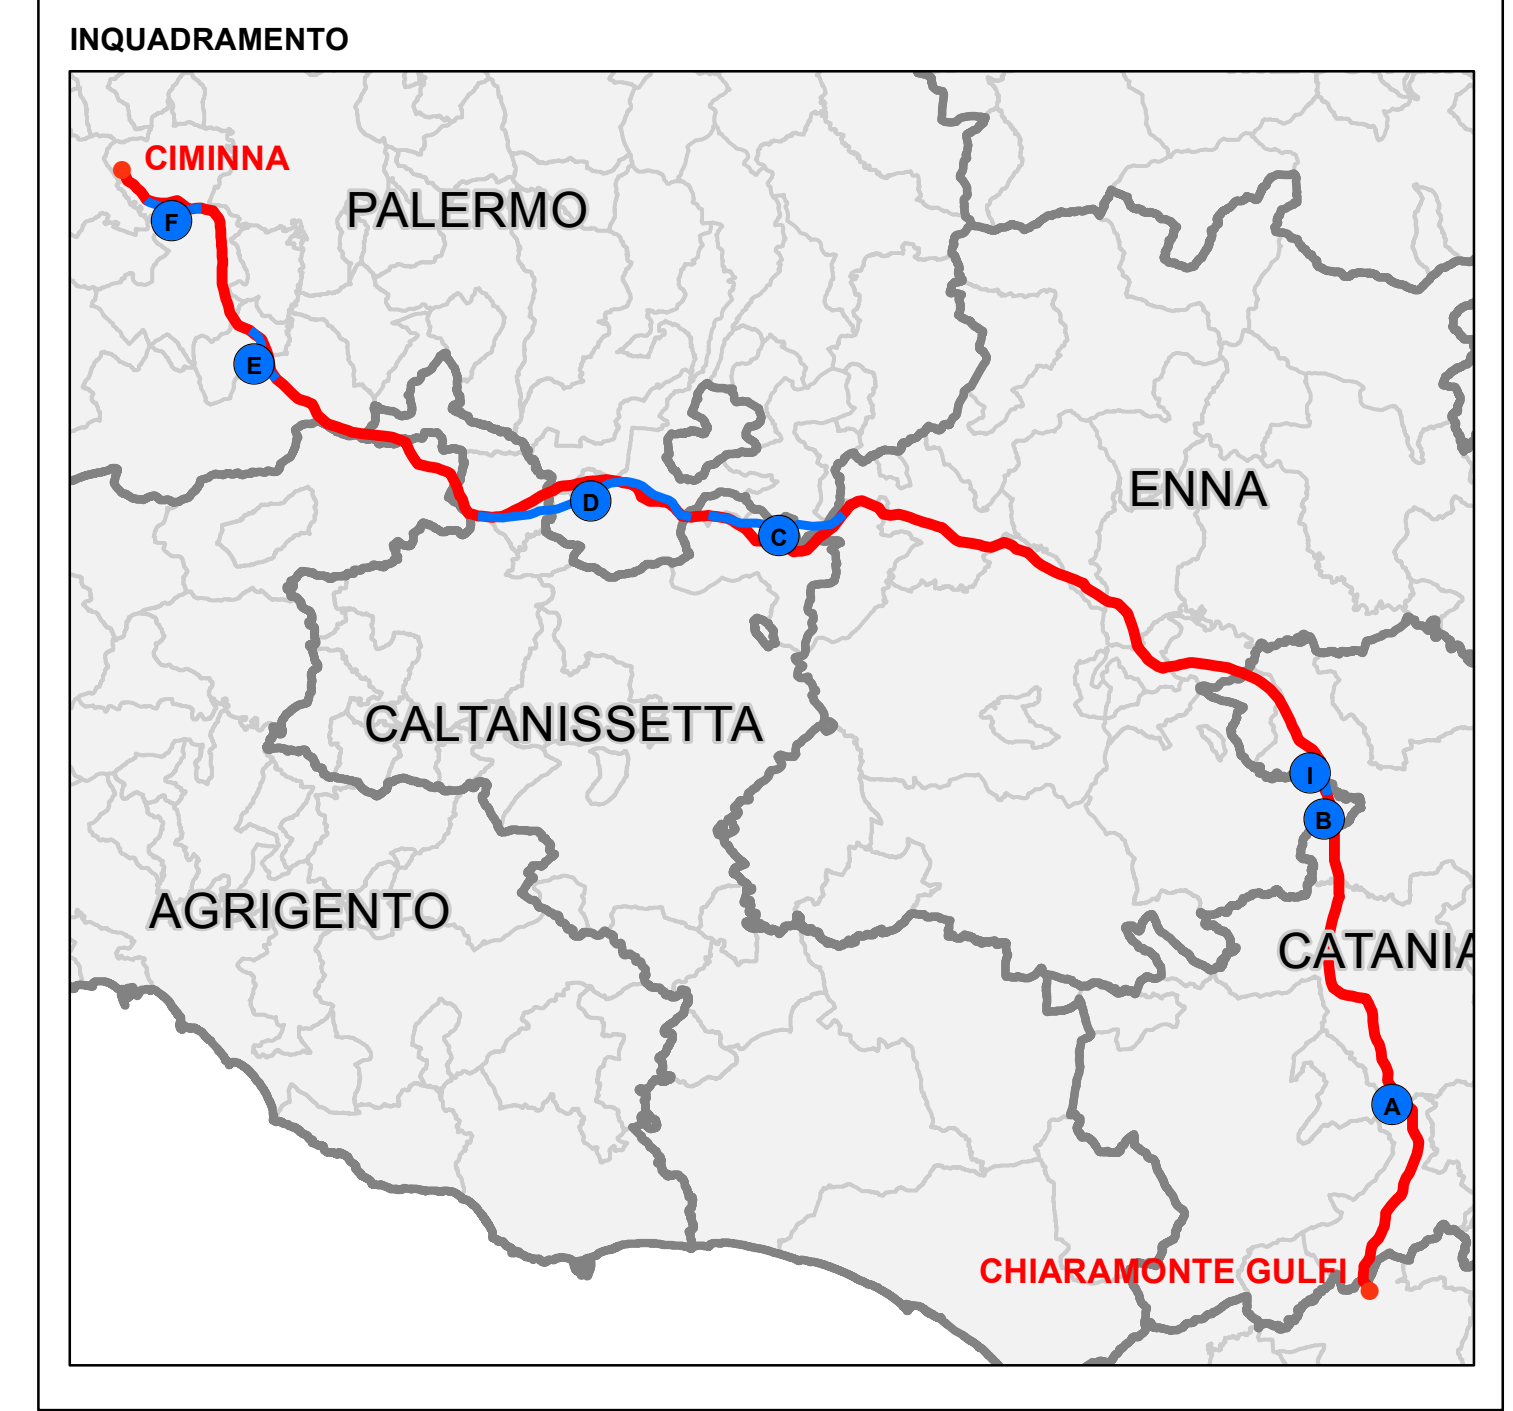 INQUADRAMENTO
CIMINNA
PALERMO
F
E
ENNA
D
C
CALTANISSETTA
I
B
AGRIGENTO
CATANIA
A
CHIARAMONTE GULFI